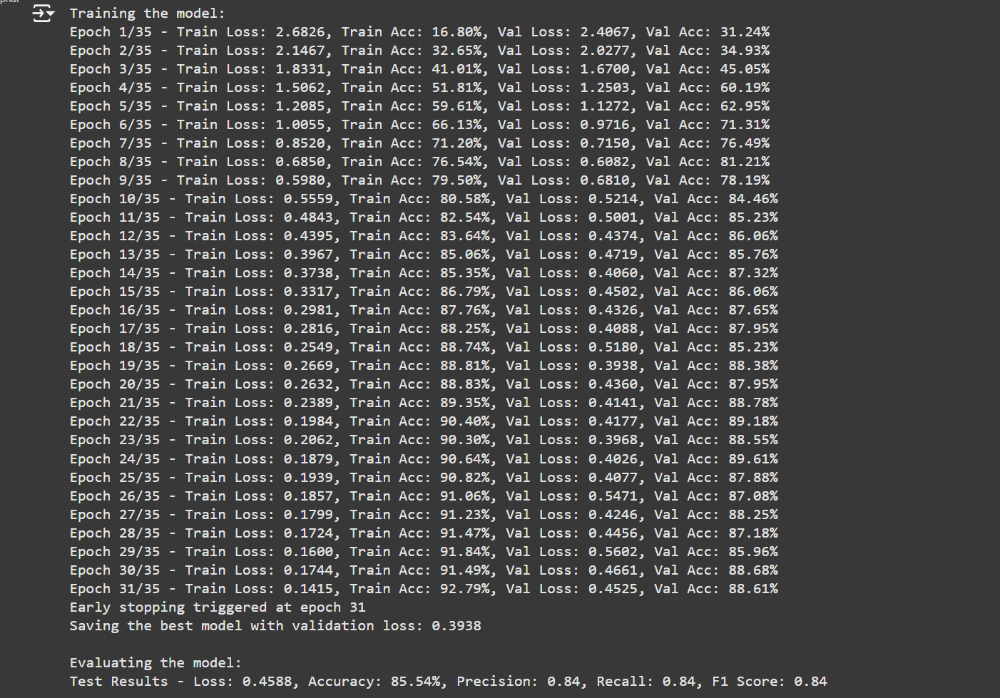 Training the model:
Epoch 1/35 - Train Loss: 2.6826, Train Acc: 16.80%, Val Loss: 2.4067, Val Acc: 31.24%
Epoch 2/35 - Train Loss: 2.1467, Train Acc: 32.65%, Val Loss: 2.0277, Val Acc: 34.93%
Epoch 3/35 - Train Loss: 1.8331, Train Acc: 41.01%, Val Loss: 1.6700, Val Acc: 45.05%
Epoch 4/35 - Train Loss: 1.5062, Train Acc: 51.81%, Val Loss: 1.2503, Val Acc: 60.19%
Epoch 5/35 - Train Loss: 1.2085, Train Acc: 59.61%, Val Loss: 1.1272, Val Acc: 62.95%
Epoch 6/35 - Train Loss: 1.0055, Train Acc: 66.13%, Val Loss: 0.9716, Val Acc: 71.31%
Epoch 7/35 - Train Loss: 0.8520, Train Acc: 71.20%, Val Loss: 0.7150, Val Acc: 76.49%
Epoch 8/35 - Train Loss: 0.6850, Train Acc: 76.54%, Val Loss: 0.6082, Val Acc: 81.21%
Epoch 9/35 - Train Loss: 0.5980, Train Acc: 79.50%, Val Loss: 0.6810, Val Acc: 78.19%
Epoch 10/35 - Train Loss: 0.5559, Train Acc: 80.58%, Val Loss: 0.5214, Val Acc: 84.46%
Epoch 11/35 - Train Loss: 0.4843, Train Acc: 82.54%, Val Loss: 0.5001, Val Acc: 85.23%
Epoch 12/35 - Train Loss: 0.4395, Train Acc: 83.64%, Val Loss: 0.4374, Val Acc: 86.06%
Epoch 13/35 - Train Loss: 0.3967, Train Acc: 85.06%, Val Loss: 0.4719, Val Acc: 85.76%
Epoch 14/35 - Train Loss: 0.3738, Train Acc: 85.35%, Val Loss: 0.4060, Val Acc: 87.32%
Epoch 15/35 - Train Loss: 0.3317, Train Acc: 86.79%, Val Loss: 0.4502, Val Acc: 86.06%
Epoch 16/35 - Train Loss: 0.2981, Train Acc: 87.76%, Val Loss: 0.4326, Val Acc: 87.65%
Epoch 17/35 - Train Loss: 0.2816, Train Acc: 88.25%, Val Loss: 0.4088, Val Acc: 87.95%
Epoch 18/35 - Train Loss: 0.2549, Train Acc: 88.74%, Val Loss: 0.5180, Val Acc: 85.23%
Epoch 19/35 - Train Loss: 0.2669, Train Acc: 88.81%, Val Loss: 0.3938, Val Acc: 88.38%
Epoch 20/35 - Train Loss: 0.2632, Train Acc: 88.83%, Val Loss: 0.4360, Val Acc: 87.95%
Epoch 21/35 - Train Loss: 0.2389, Train Acc: 89.35%, Val Loss: 0.4141, Val Acc: 88.78%
Epoch 22/35 - Train Loss: 0.1984, Train Acc: 90.40%, Val Loss: 0.4177, Val Acc: 89.18%
Epoch 23/35 - Train Loss: 0.2062, Train Acc: 90.30%, Val Loss: 0.3968, Val Acc: 88.55%
Epoch 24/35 - Train Loss: 0.1879, Train Acc: 90.64%, Val Loss: 0.4026, Val Acc: 89.61%
Epoch 25/35 - Train Loss: 0.1939, Train Acc: 90.82%, Val Loss: 0.4077, Val Acc: 87.88%
Epoch 26/35 - Train Loss: 0.1857, Train Acc: 91.06%, Val Loss: 0.5471, Val Acc: 87.08%
Epoch 27/35 - Train Loss: 0.1799, Train Acc: 91.23%, Val Loss: 0.4246, Val Acc: 88.25%
Epoch 28/35 - Train Loss: 0.1724, Train Acc: 91.47%, Val Loss: 0.4456, Val Acc: 87.18%
Epoch 29/35 - Train Loss: 0.1600, Train Acc: 91.84%, Val Loss: 0.5602, Val Acc: 85.96%
Epoch 30/35 - Train Loss: 0.1744, Train Acc: 91.49%, Val Loss: 0.4661, Val Acc: 88.68%
Epoch 31/35 - Train Loss: 0.1415, Train Acc: 92.79%, Val Loss: 0.4525, Val Acc: 88.61%
Early stopping triggered at epoch 31
Saving the best model with validation loss: 0.3938
Evaluating the model:
Test Results - Loss: 0.4588, Accuracy: 85.54%, Precision: 0.84, Recall: 0.84, F1 Score: 0.84